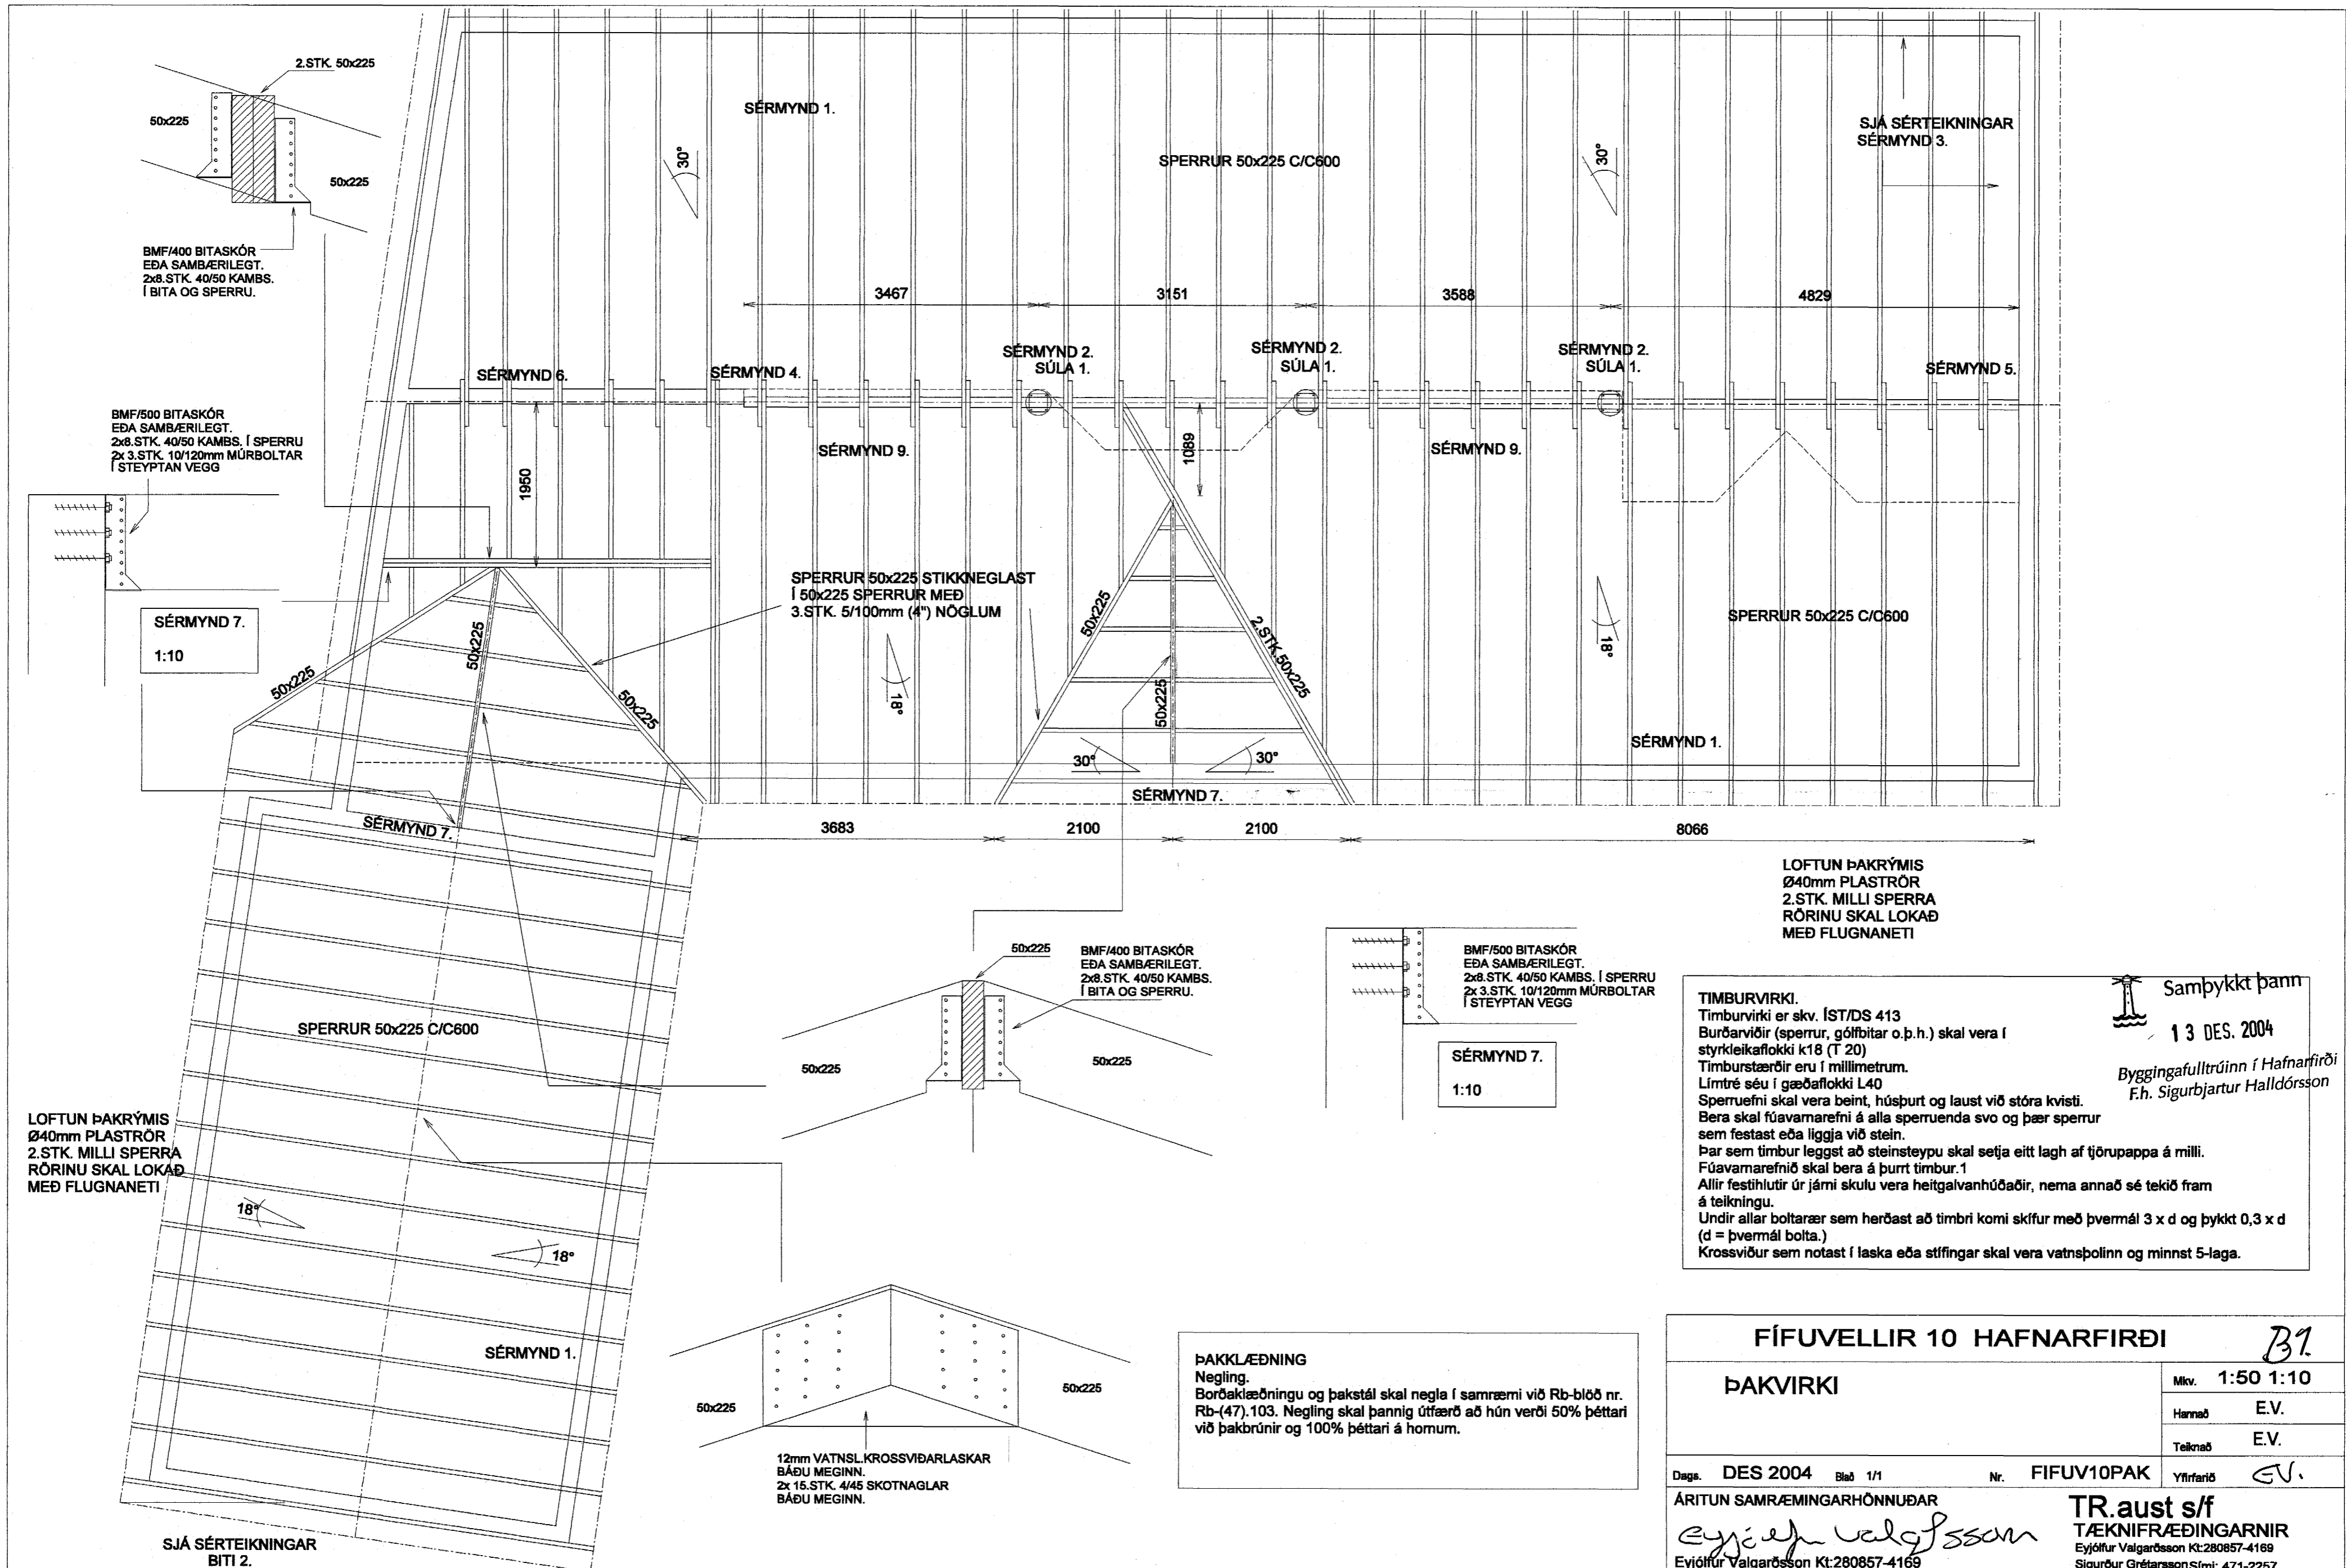 2.STK. 50x225
50x225
50x225
BMF/400 BITASKÓR
EÐA SAMBÆRILEGT.
2x8.STK. 40/50 KAMBS.
Í BITA OG SPERRU.
SÉRMYND 1.
30°
SPERRUR 50x225 C/C600
30°
SJÁ SÉRTEIKNINGAR
SÉRMYND 3.
3467
3151
3588
4829
SÉRMYND 6.
SÉRMYND 4.
SÉRMYND 2.
SÚLA 1.
SÉRMYND 2.
SÚLA 1.
SÉRMYND 2.
SÚLA 1.
SÉRMYND 5.
BMF/500 BITASKÓR
EÐA SAMBÆRILEGT.
2x8.STK. 40/50 KAMBS. Í SPERRU
2x 3.STK. 10/120mm MÚRBOLTAR
Í STEYPTAN VEGG
1950
SÉRMYND 9.
1089
SÉRMYND 9.
SÉRMYND 7.
1:10
SPERRUR 50x225 STIKKNEGLAST
Í 50x225 SPERRUR MEÐ
3.STK. 5/100mm (4") NÖGLUM
50x225
50x225
50x225
18°
50x225
50x225
2.STK.50x225
18°
SPERRUR 50x225 C/C600
30°
30°
SÉRMYND 1.
SÉRMYND 7.
SÉRMYND 7.
3683
2100
2100
8066
LOFTUN ÞAKRÝMIS
Ø40mm PLASTRÖR
2.STK. MILLI SPERRA
RÖRINU SKAL LOKAÐ
MEÐ FLUGNANETI
50x225
BMF/400 BITASKÓR
EÐA SAMBÆRILEGT.
2x8.STK. 40/50 KAMBS.
Í BITA OG SPERRU.
50x225
50x225
BMF/500 BITASKÓR
EÐA SAMBÆRILEGT.
2x8.STK. 40/50 KAMBS. Í SPERRU
2x 3.STK. 10/120mm MÚRBOLTAR
Í STEYPTAN VEGG
SÉRMYND 7.
1:10
SPERRUR 50x225 C/C600
LOFTUN ÞAKRÝMIS
Ø40mm PLASTRÖR
2.STK. MILLI SPERRA
RÖRINU SKAL LOKAÐ
MEÐ FLUGNANETI
18°
18°
SÉRMYND 1.
SJÁ SÉRTEIKNINGAR
BITI 2.
50x225
50x225
12mm VATNSL.KROSSVIÐARLASKAR
BÁÐU MEGINN.
2x 15.STK. 4/45 SKOTNAGLAR
BÁÐU MEGINN.
TIMBURVIRKI.
Timburvirki er skv. ÍST/DS 413
Burðarviðir (sperrur, gólfbitar o.þ.h.) skal vera í
styrkleikaflokki k18 (T 20)
Timburstærðir eru í millimetrum.
Límtré séu í gæðaflokki L40
Sperruefni skal vera beint, húsþurt og laust við stóra kvisti.
Bera skal fúavarnarefni á alla sperruenda svo og þær sperrur
sem festast eða liggja við stein.
Þar sem timbur leggst að steinsteypu skal setja eitt lagh af tjörupappa á milli.
Fúavarnarefnið skal bera á þurrt timbur.1
Allir festihlutir úr járni skulu vera heitgalvanhúðaðir, nema annað sé tekið fram
á teikningu.
Undir allar boltarær sem herðast að timbri komi skífur með þvermál 3 x d og þykkt 0,3 x d
(d = þvermál bolta.)
Krossviður sem notast í laska eða stífingar skal vera vatnsþolinn og minnst 5-laga.
Samþykkt þann
13 DES. 2004
Byggingafulltrúinn í Hafnarfirði
F.h. Sigurbjartur Halldórsson
ÞAKKLÆÐNING
Negling.
Borðaklæðningu og þakstál skal negla í samræmi við Rb-blöð nr.
Rb-(47).103. Negling skal þannig útfærð að hún verði 50% þéttari
við þakbrúnir og 100% þéttari á hornum.
FÍFUVELLIR 10 HAFNARFIRÐI
B1.
ÞAKVIRKI
Mkv. 1:50 1:10
Hannað E.V.
Teiknað E.V.
Dags. DES 2004 Blað 1/1 Nr. FIFUV10PAK Yfirfarið E.V.
ÁRITUN SAMRÆMINGARHÖNNUÐAR
Eyjólfur Valgarðsson
Eyjólfur Valgarðsson Kt:280857-4169
TR.aust s/f
TÆKNIFRÆÐINGARNIR
Eyjólfur Valgarðsson Kt:280857-4169
Sigurður Grétarsson Sími: 471-2257